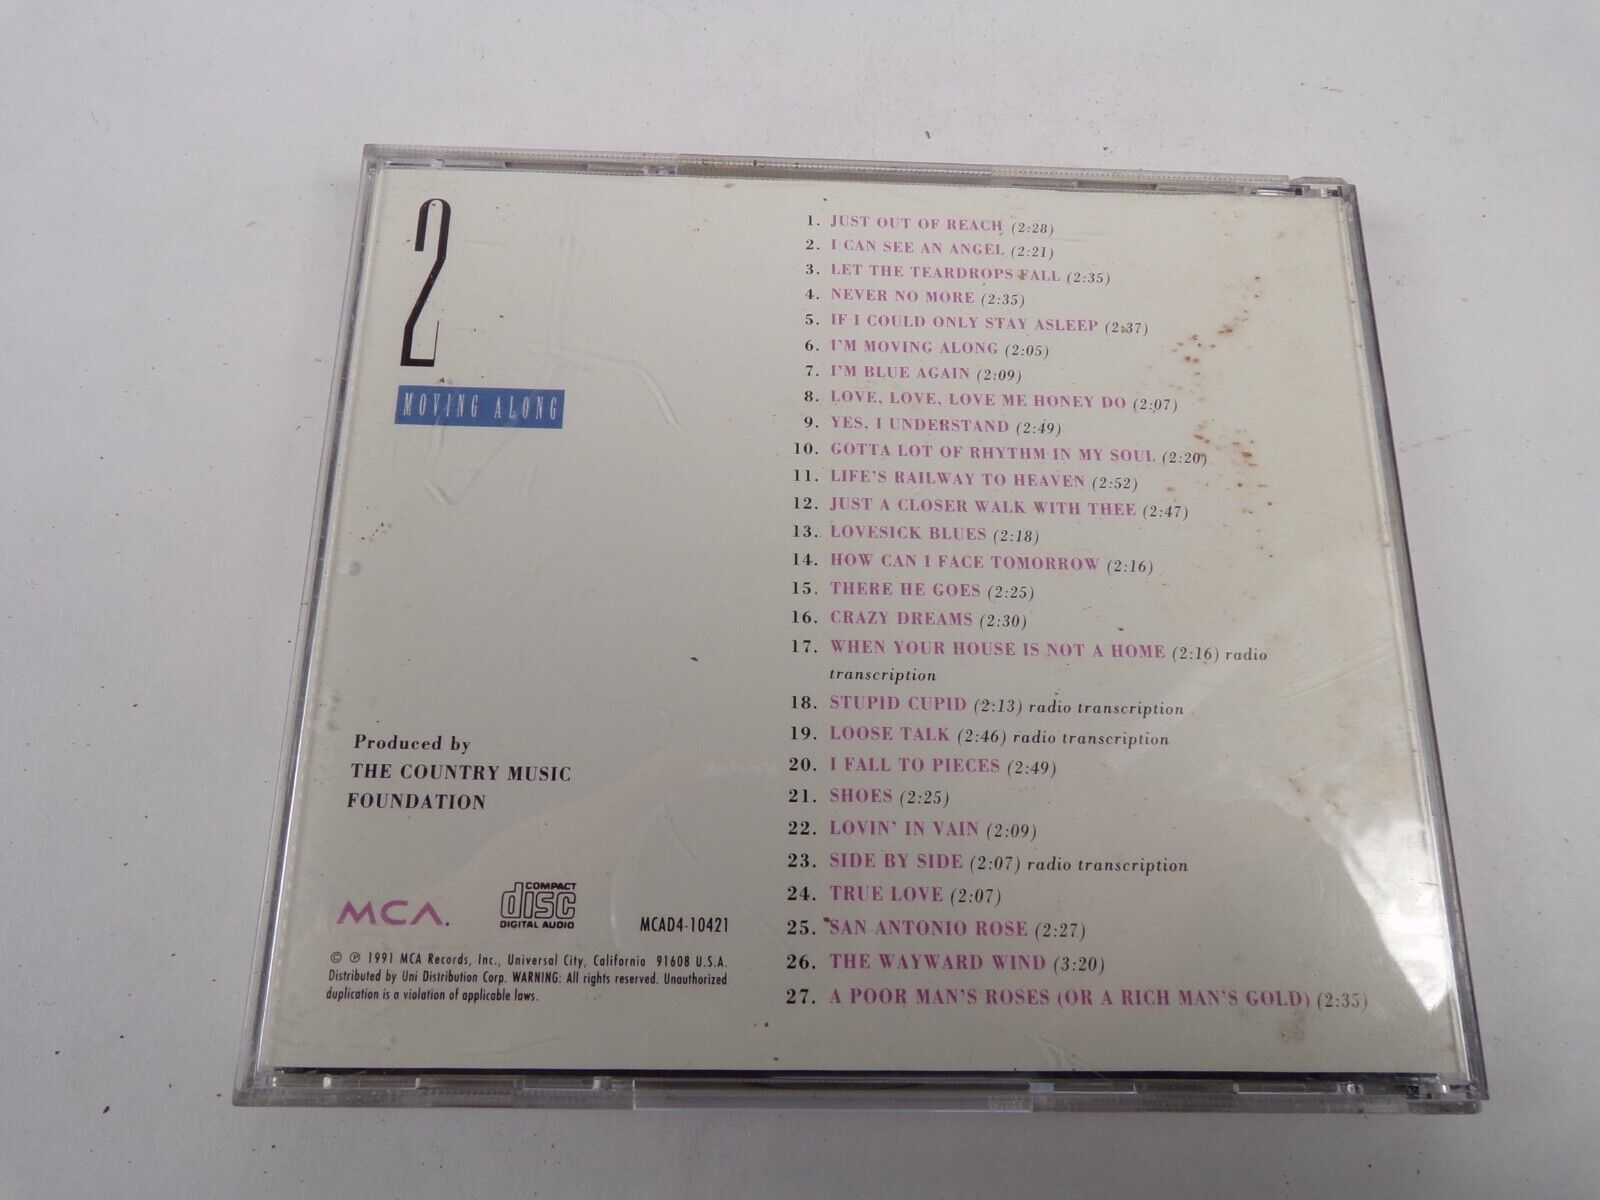 2
MOVING ALONG
1. JUST OUT OF REACH (2:28)
2. I CAN SEE AN ANGEL (2:21)
3. LET THE TEARDROPS FALL (2:35)
4. NEVER NO MORE (2:35)
5. IF I COULD ONLY STAY ASLEEP (2:37)
6. I'M MOVING ALONG (2:05)
7. I'M BLUE AGAIN (2:09)
8. LOVE, LOVE, LOVE ME HONEY DO (2:07)
9. YES, I UNDERSTAND (2:49)
10. GOTTA LOT OF RHYTHM IN MY SOUL (2:20)
11. LIFE'S RAILWAY TO HEAVEN (2:52)
12. JUST A CLOSER WALK WITH THEE (2:47)
13. LOVESICK BLUES (2:18)
14. HOW CAN I FACE TOMORROW (2:16)
15. THERE HE GOES (2:25)
16. CRAZY DREAMS (2:30)
17. WHEN YOUR HOUSE IS NOT A HOME (2:16) radio
transcription
18. STUPID CUPID (2:13) radio transcription
19. LOOSE TALK (2:46) radio transcription
20. I FALL TO PIECES (2:49)
21. SHOES (2:25)
22. LOVIN' IN VAIN (2:09)
23. SIDE BY SIDE (2:07) radio transcription
24. TRUE LOVE (2:07)
25. SAN ANTONIO ROSE (2:27)
26. THE WAYWARD WIND (3:20)
27. A POOR MAN'S ROSES (OR A RICH MAN'S GOLD) (2:35)
Produced by
THE COUNTRY MUSIC
FOUNDATION
MCA.
COMPACT
disc
DIGITAL AUDIO
MCAD4-10421
© ℗ 1991 MCA Records, Inc., Universal City, California 91608 U.S.A.
Distributed by Uni Distribution Corp. WARNING: All rights reserved. Unauthorized
duplication is a violation of applicable laws.